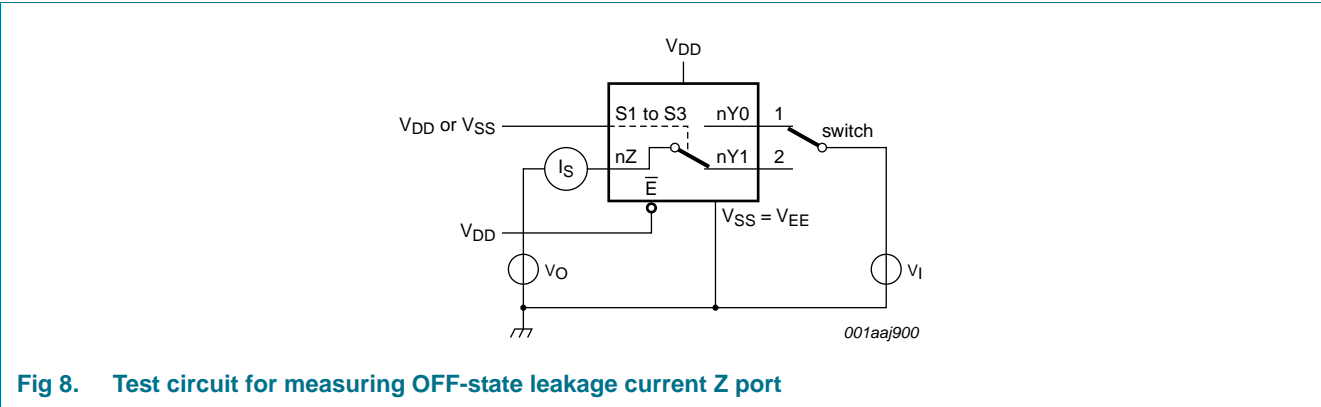 VDD
VDD or VSS
S1 to S3
nY0
1
switch
IS
nZ
nY1
2
E
VSS = VEE
VDD
VO
VI
001aaj900
Fig 8. Test circuit for measuring OFF-state leakage current Z port